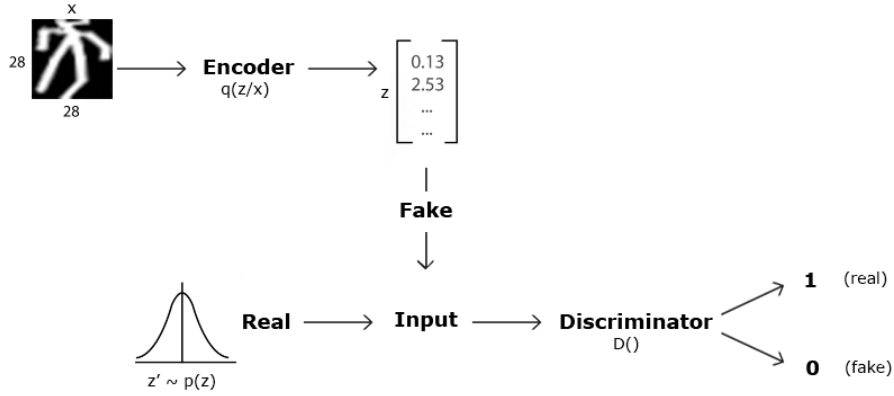 x
28
28
Encoder
q(z/x)
z
0.13
2.53
...
...
Fake
z’ ~ p(z)
Real
Input
Discriminator
D()
1 (real)
0 (fake)